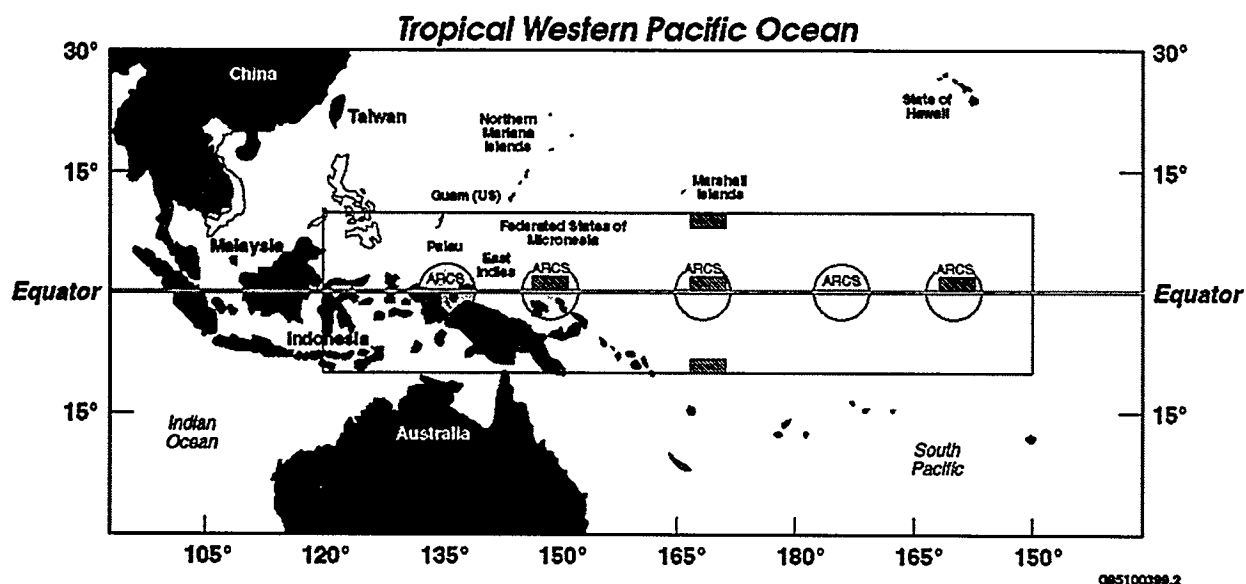 Tropical Western Pacific Ocean
30°
30°
China
Taiwan
State of
Hawaii
Northern
Mariana
Islands
15°
15°
Guam (US)
Marshall
Islands
Federated States of
Micronesia
Malaysia
Palau
East
Indies
ARCS
ARCS
ARCS
ARCS
ARCS
Equator
Equator
Indonesia
15°
15°
Indian
Ocean
Australia
South
Pacific
105°
120°
135°
150°
165°
180°
165°
150°
G95100399.2